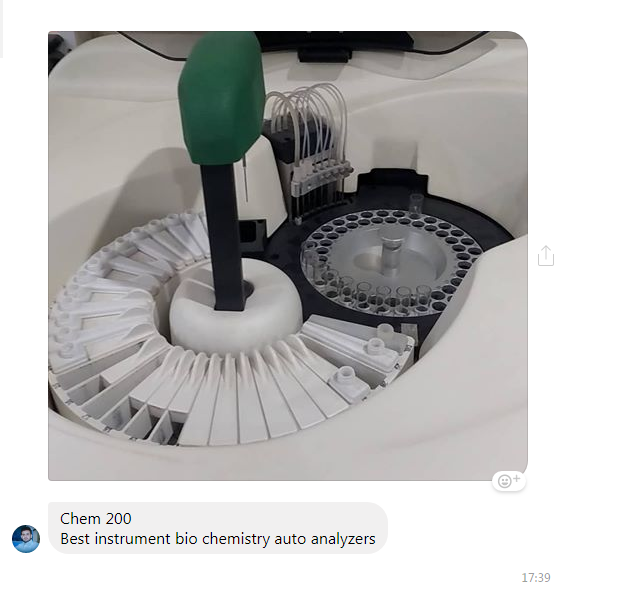 Chem 200
Best instrument bio chemistry auto analyzers
17:39